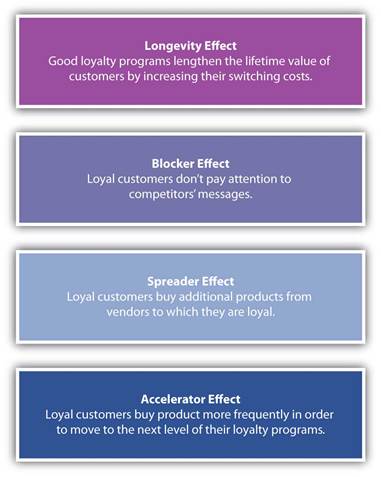 Longevity Effect
Good loyalty programs lengthen the lifetime value of
customers by increasing their switching costs.
Blocker Effect
Loyal customers don't pay attention to
competitors' messages.
Spreader Effect
Loyal customers buy additional products from
vendors to which they are loyal.
Accelerator Effect
Loyal customers buy product more frequently in order
to move to the next level of their loyalty programs.